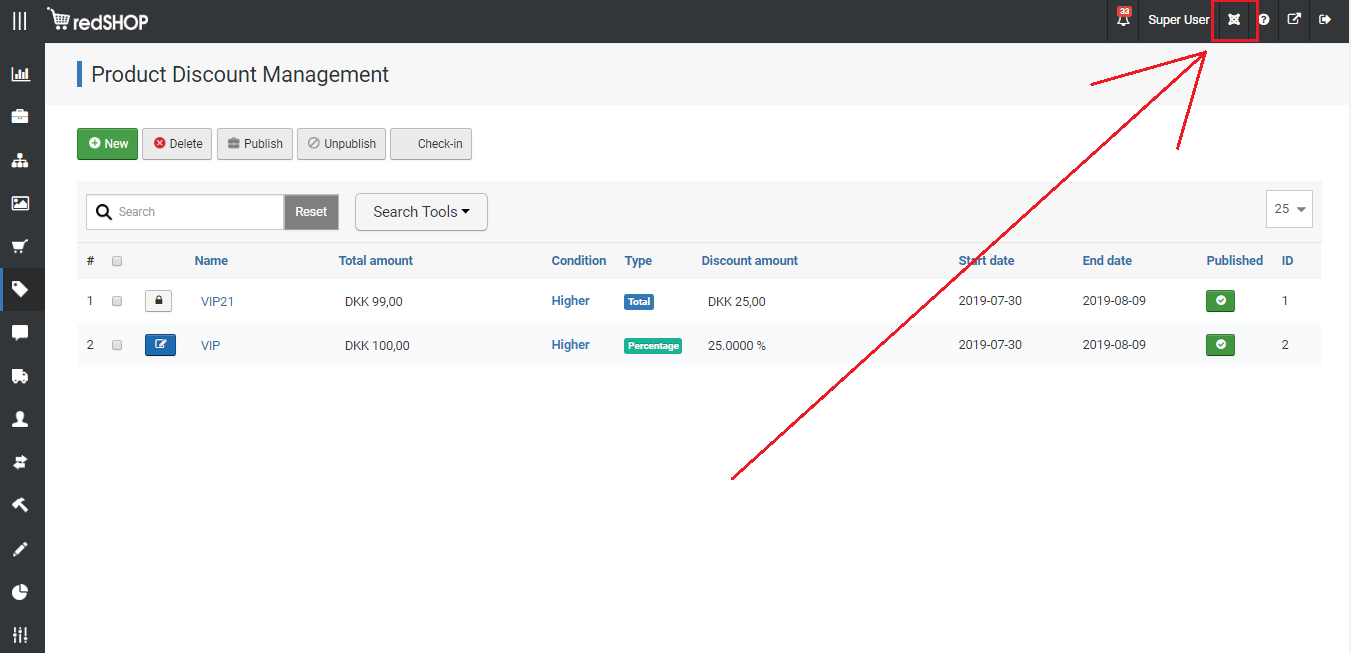 redSHOP
33
Super User
Product Discount Management
New Delete Publish Unpublish Check-in
Search Reset Search Tools 25
# Name Total amount Condition Type Discount amount Start date End date Published ID
1 VIP21 DKK 99,00 Higher Total DKK 25,00 2019-07-30 2019-08-09 1
2 VIP DKK 100,00 Higher Percentage 25.0000 % 2019-07-30 2019-08-09 2